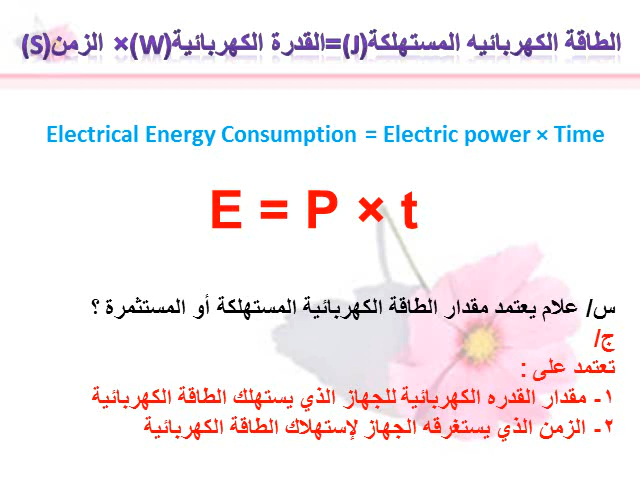 الطاقة الكهربائيه المستهلكة(J)=القدرة الكهربائية(W)× الزمن(S)
Electrical Energy Consumption = Electric power × Time
E = P × t
س/ علام يعتمد مقدار الطاقة الكهربائية المستهلكة أو المستثمرة ؟
ج/
تعتمد على :
١- مقدار القدره الكهربائية للجهاز الذي يستهلك الطاقة الكهربائية
٢- الزمن الذي يستغرقه الجهاز لإستهلاك الطاقة الكهربائية